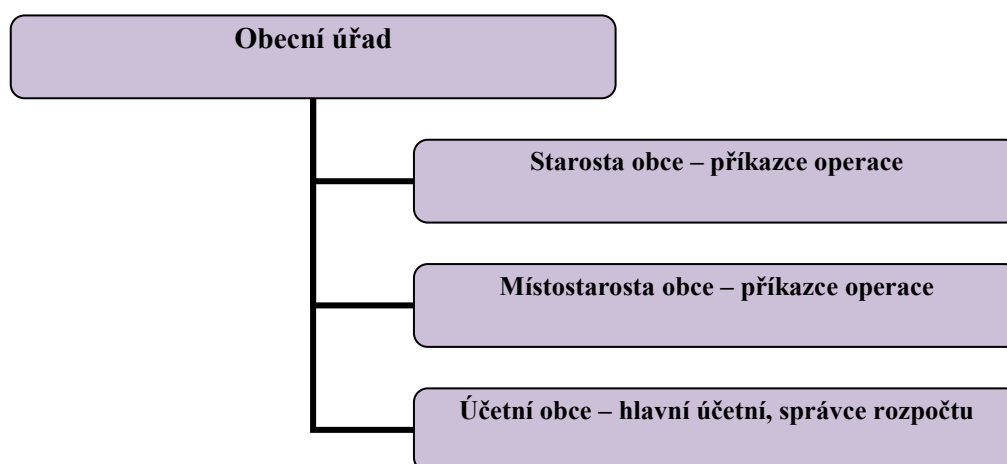 Obecní úřad
Starosta obce – příkazce operace
Místostarosta obce – příkazce operace
Účetní obce – hlavní účetní, správce rozpočtu